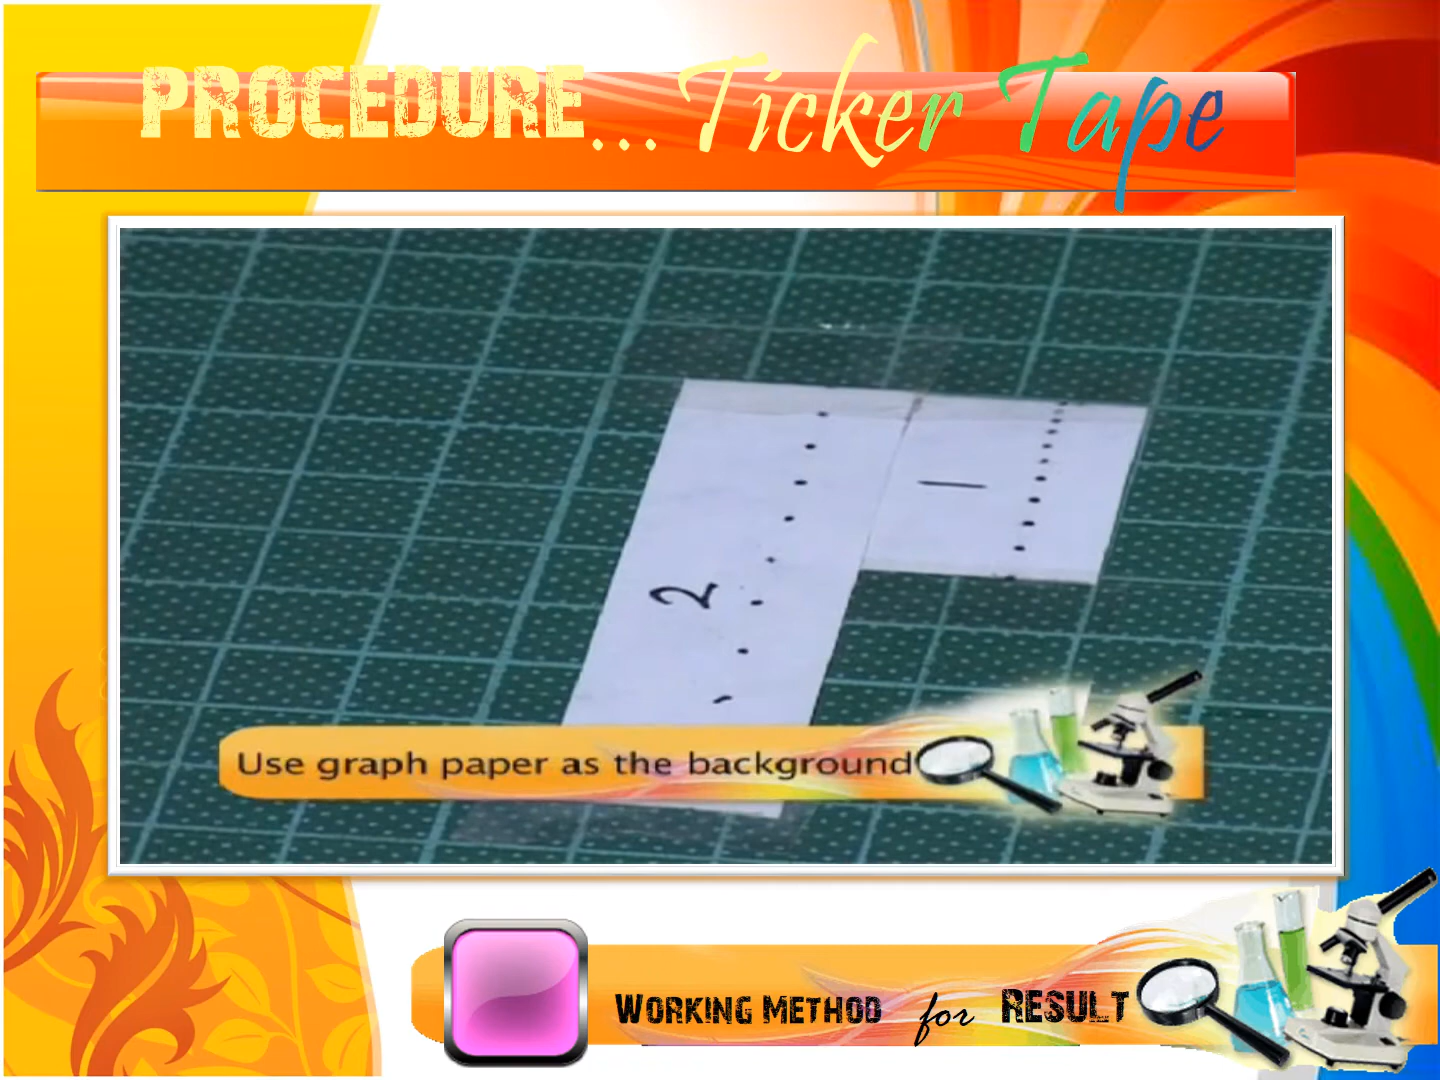 PROCEDURE... Ticker Tape
2
1
Use graph paper as the background
WORKING METHOD for RESULT